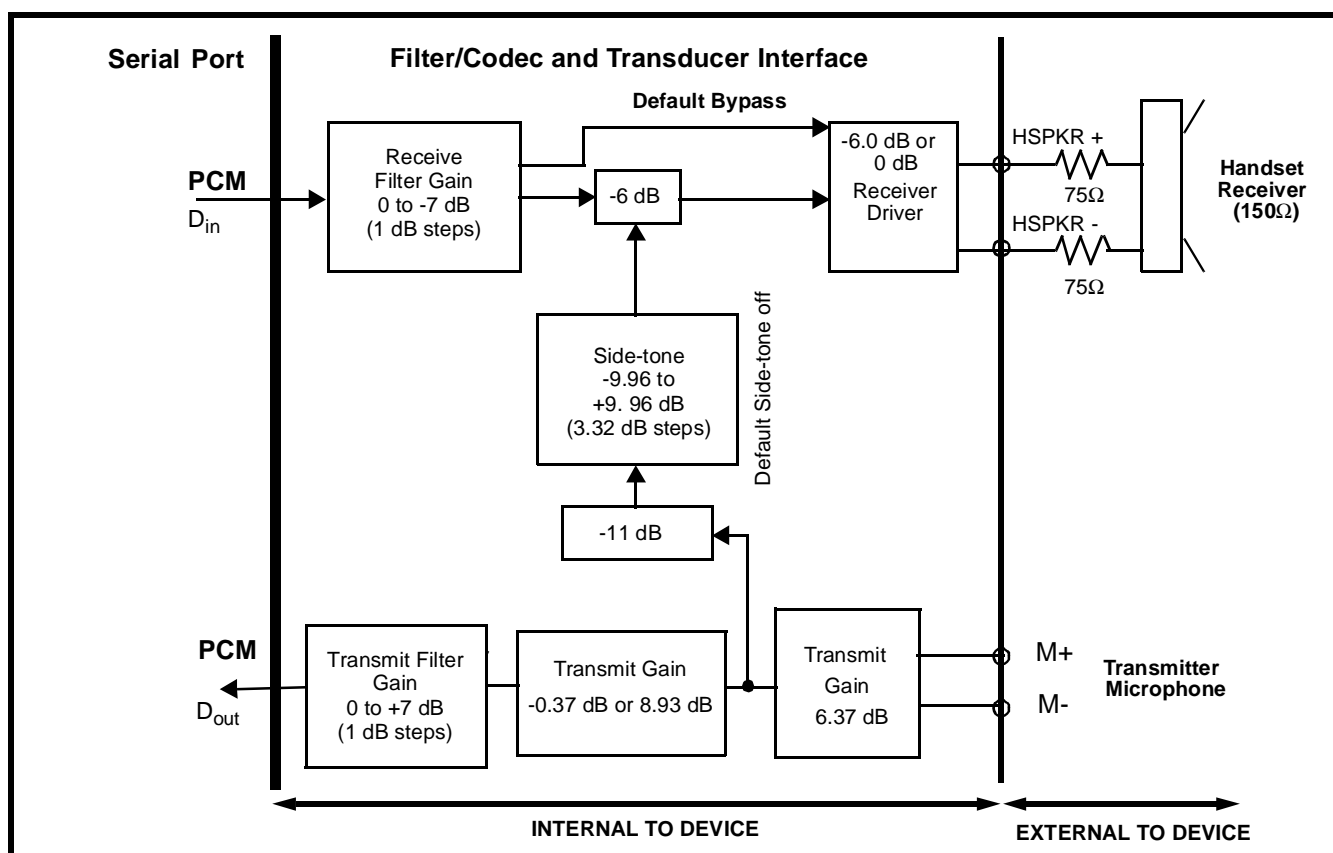 Serial Port
Filter/Codec and Transducer Interface
Default Bypass
PCM
Din
Receive
Filter Gain
0 to -7 dB
(1 dB steps)
-6 dB
-6.0 dB or
0 dB
Receiver
Driver
HSPKR +
75Ω
HSPKR -
75Ω
Handset
Receiver
(150Ω)
Side-tone
-9.96 to
+9. 96 dB
(3.32 dB steps)
Default Side-tone off
-11 dB
PCM
Dout
Transmit Filter
Gain
0 to +7 dB
(1 dB steps)
Transmit Gain
-0.37 dB or 8.93 dB
Transmit
Gain
6.37 dB
M+
M-
Transmitter
Microphone
INTERNAL TO DEVICE
EXTERNAL TO DEVICE